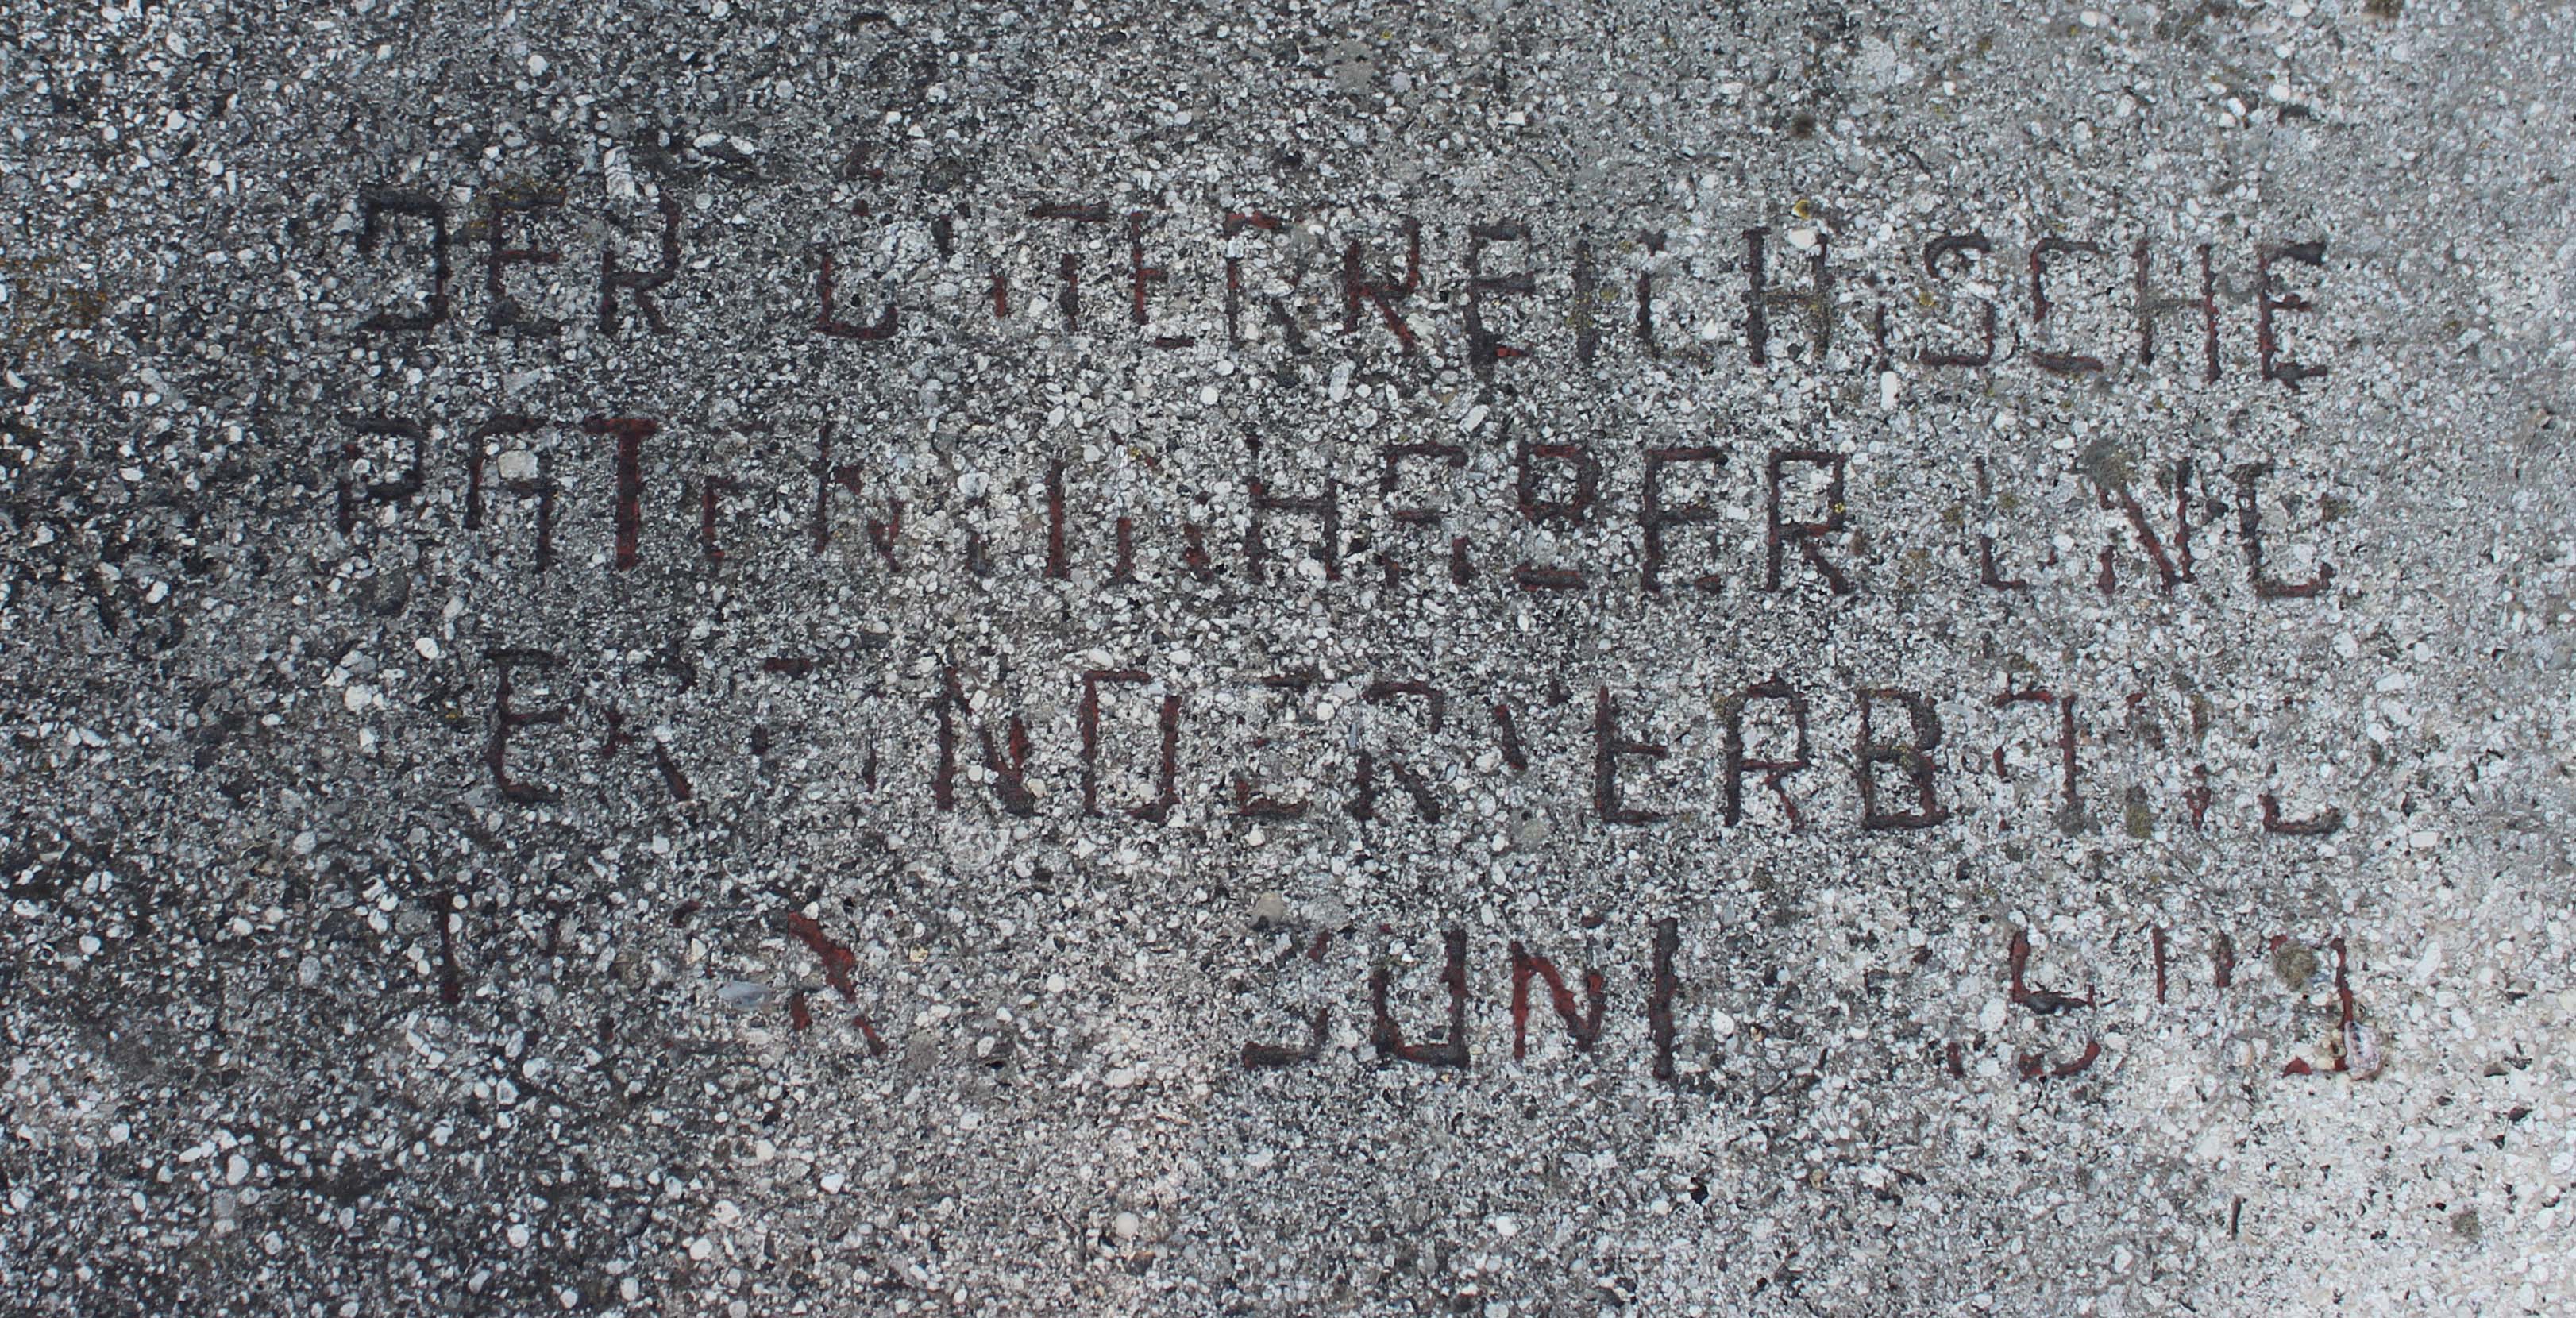 DER ÖSTERREICHISCHE
PATENTINHABER UND
ERFINDERVERBAND
JUNI